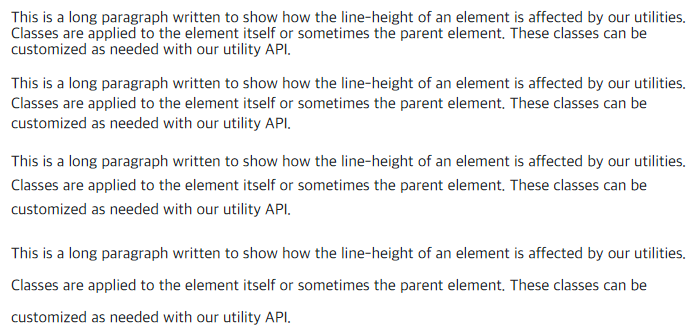 This is a long paragraph written to show how the line-height of an element is affected by our utilities.
Classes are applied to the element itself or sometimes the parent element. These classes can be
customized as needed with our utility API.
This is a long paragraph written to show how the line-height of an element is affected by our utilities.
Classes are applied to the element itself or sometimes the parent element. These classes can be
customized as needed with our utility API.
This is a long paragraph written to show how the line-height of an element is affected by our utilities.
Classes are applied to the element itself or sometimes the parent element. These classes can be
customized as needed with our utility API.
This is a long paragraph written to show how the line-height of an element is affected by our utilities.
Classes are applied to the element itself or sometimes the parent element. These classes can be
customized as needed with our utility API.